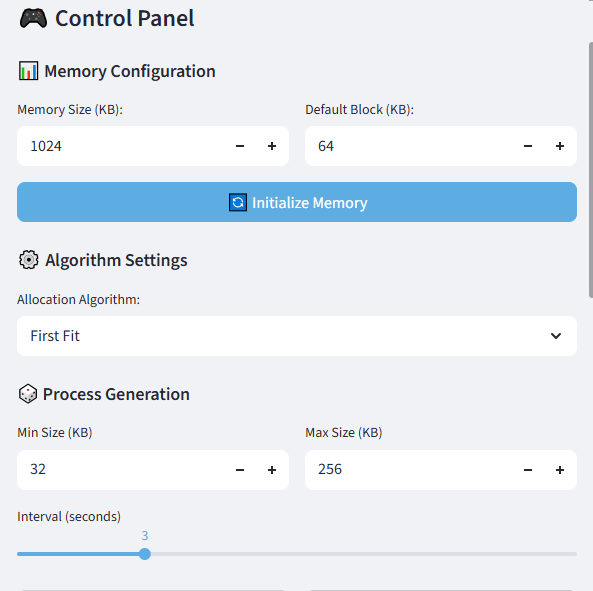 Control Panel
Memory Configuration
Memory Size (KB): Default Block (KB):
1024 − + 64 − +
Initialize Memory
Algorithm Settings
Allocation Algorithm:
First Fit
Process Generation
Min Size (KB) Max Size (KB)
32 − + 256 − +
Interval (seconds)
3